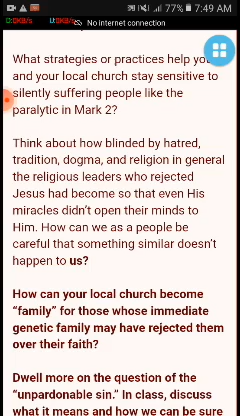 77% 7:49 AM
No internet connection
What strategies or practices help you
and your local church stay sensitive to
silently suffering people like the
paralytic in Mark 2?
Think about how blinded by hatred,
tradition, dogma, and religion in general
the religious leaders who rejected
Jesus had become so that even His
miracles didn't open their minds to
Him. How can we as a people be
careful that something similar doesn't
happen to us?
How can your local church become
"family" for those whose immediate
genetic family may have rejected them
over their faith?
Dwell more on the question of the
"unpardonable sin." In class, discuss
what it means and how we can be sure